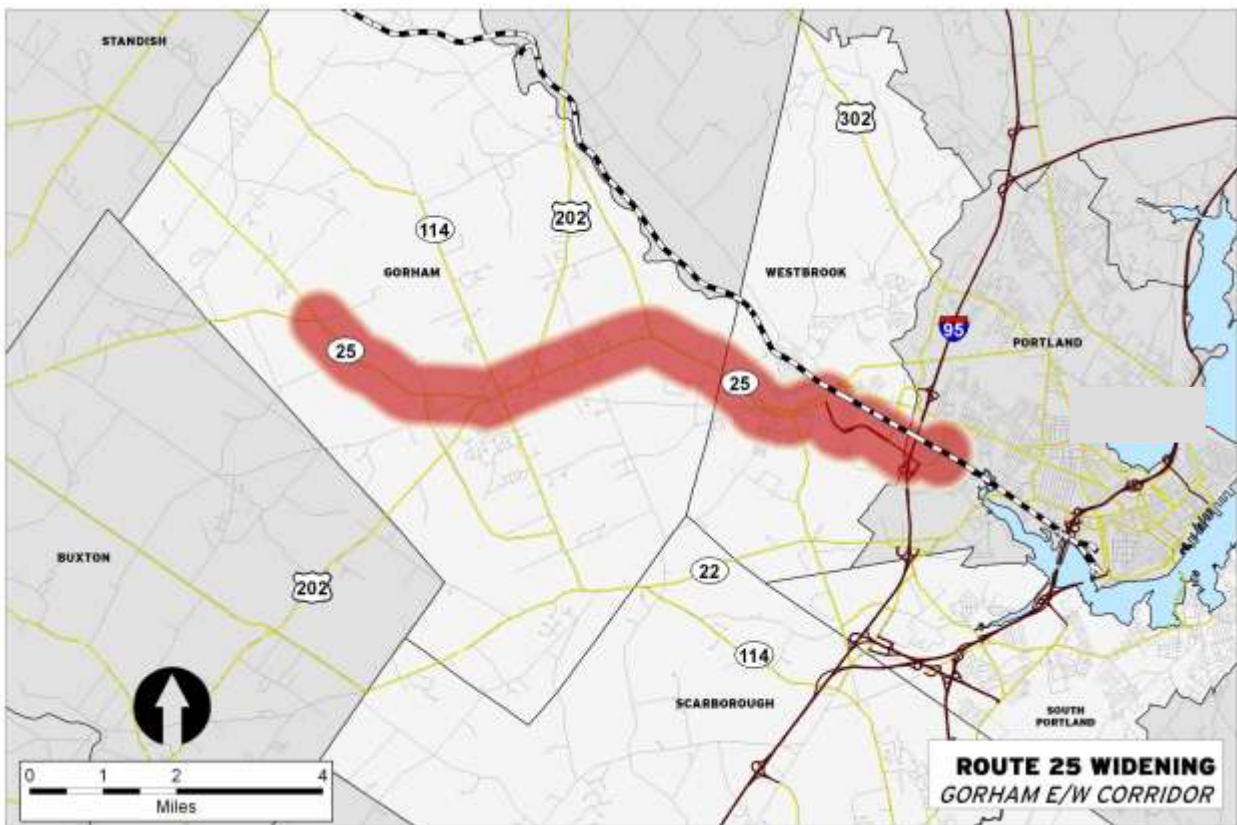 STANDISH
302
114
202
GORHAM
WESTBROOK
95
PORTLAND
25
25
BUXTON
202
22
114
SCARBOROUGH
SOUTH
PORTLAND
0 1 2 4
Miles
ROUTE 25 WIDENING
GORHAM E/W CORRIDOR